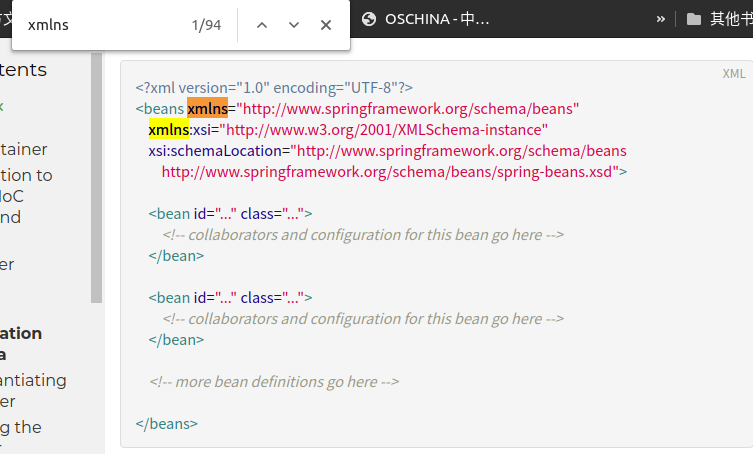 xmlns 1/94
OSCHINA - 中...
» 其他书
tents
XML
<?xml version="1.0" encoding="UTF-8"?>
<beans xmlns="http://www.springframework.org/schema/beans"
xmlns:xsi="http://www.w3.org/2001/XMLSchema-instance"
xsi:schemaLocation="http://www.springframework.org/schema/beans
http://www.springframework.org/schema/beans/spring-beans.xsd">
<bean id="..." class="...">
<!-- collaborators and configuration for this bean go here -->
</bean>
<bean id="..." class="...">
<!-- collaborators and configuration for this bean go here -->
</bean>
<!-- more bean definitions go here -->
</beans>
tainer
tion to
IoC
nd
er
ation
a
antiating
er
g the